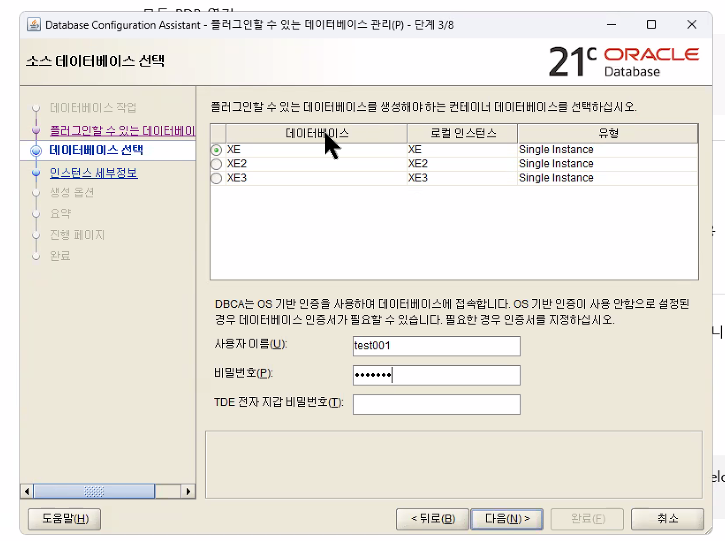 Database Configuration Assistant - 플러그인할 수 있는 데이터베이스 관리(P) - 단계 3/8
소스 데이터베이스 선택
21c ORACLE
Database
데이터베이스 작업
플러그인할 수 있는 데이터베이
데이터베이스 선택
인스턴스 세부정보
생성 옵션
요약
진행 페이지
완료
플러그인할 수 있는 데이터베이스를 생성해야 하는 컨테이너 데이터베이스를 선택하십시오.
데이터베이스 로컬 인스턴스 유형
XE XE Single Instance
XE2 XE2 Single Instance
XE3 XE3 Single Instance
DBCA는 OS 기반 인증을 사용하여 데이터베이스에 접속합니다. OS 기반 인증이 사용 안함으로 설정된
경우 데이터베이스 인증서가 필요할 수 있습니다. 필요한 경우 인증서를 지정하십시오.
사용자 이름(U): test001
비밀번호(P): •••••••
TDE 전자 지갑 비밀번호(T):
도움말(H) < 뒤로(B) 다음(N) > 완료(F) 취소